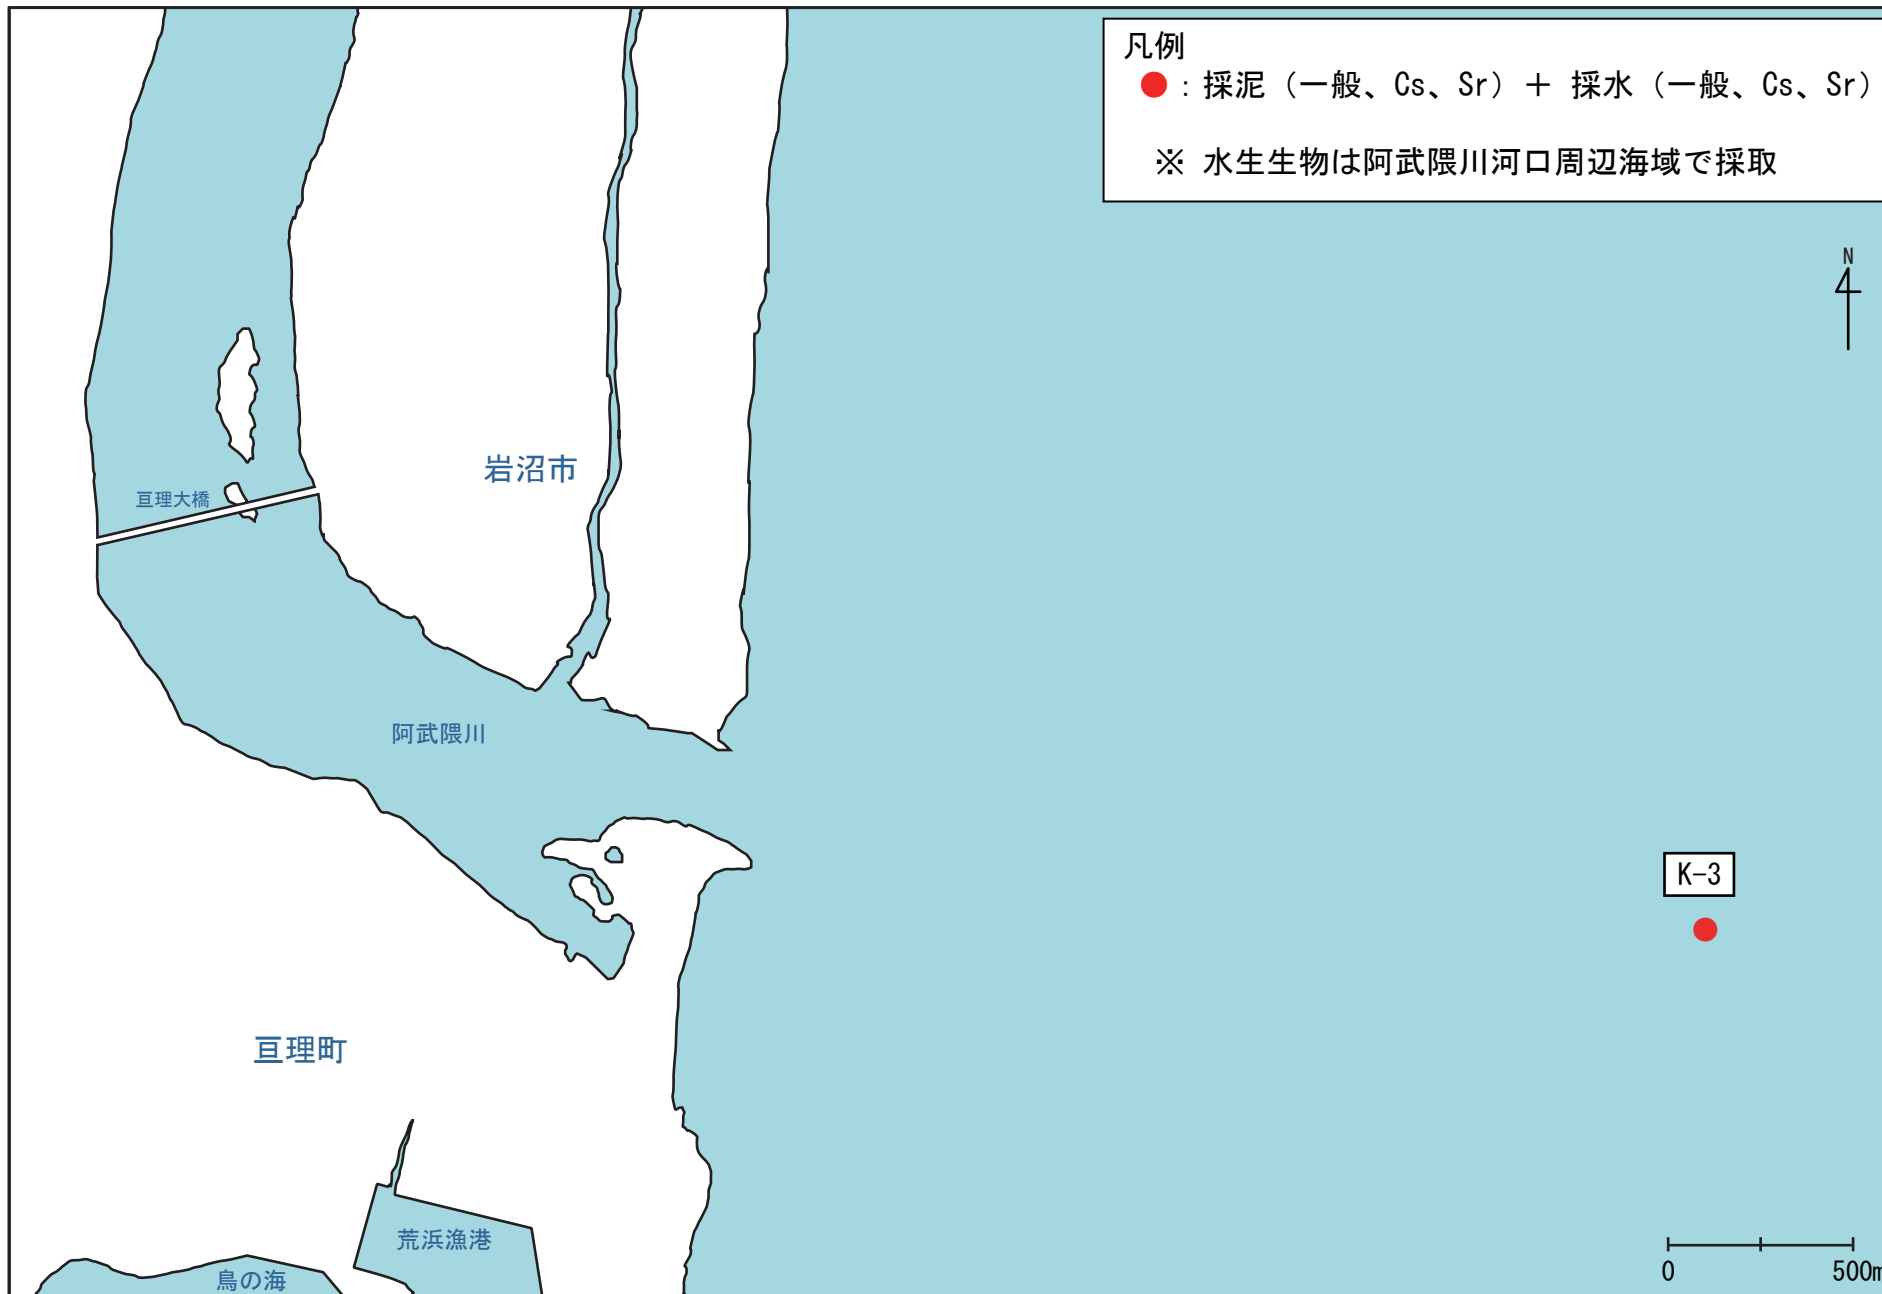 凡例
●：採泥（一般、Cs、Sr）＋ 採水（一般、Cs、Sr）
※ 水生生物は阿武隈川河口周辺海域で採取
N
岩沼市
亘理大橋
阿武隈川
K-3
亘理町
荒浜漁港
鳥の海
0 500m